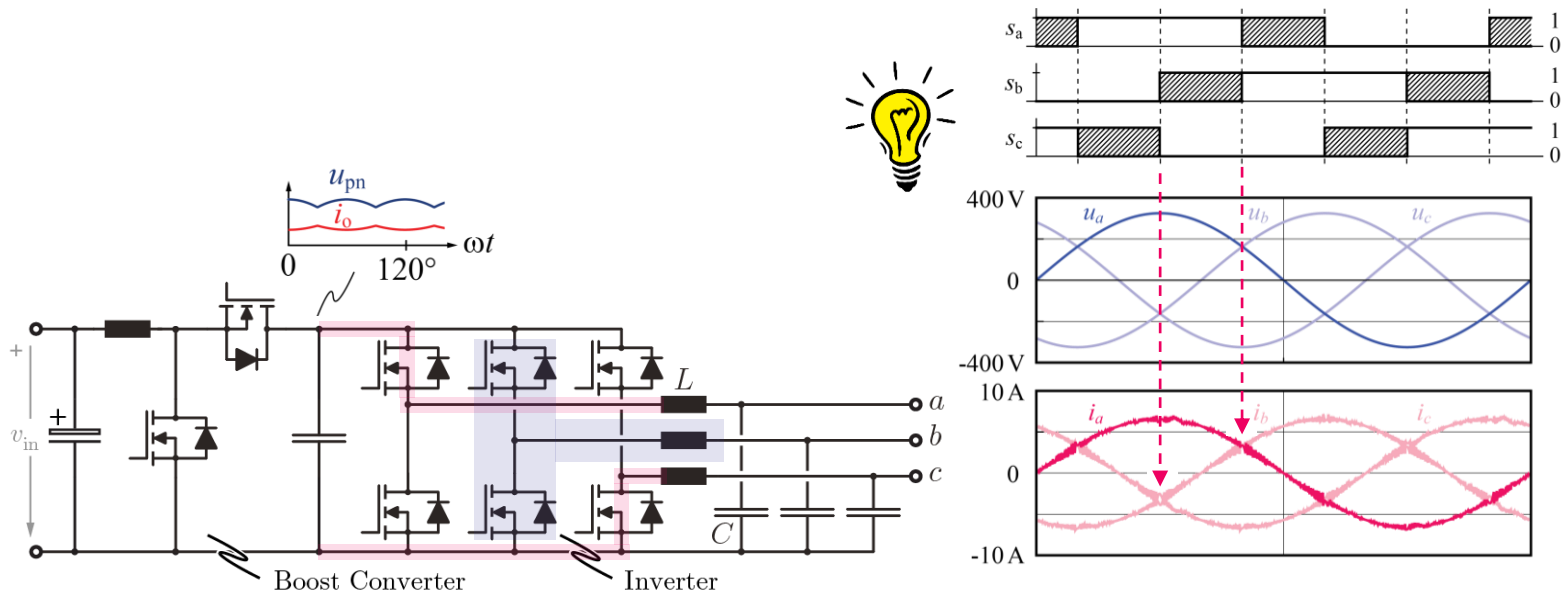 s_a
1
0
s_b
1
0
s_c
1
0
u_pn
i_o
ωt
0
120°
400 V
u_a
u_b
u_c
0
-400 V
10 A
i_a
i_b
i_c
0
-10 A
+
+
v_in
L
a
b
c
C
Boost Converter
Inverter